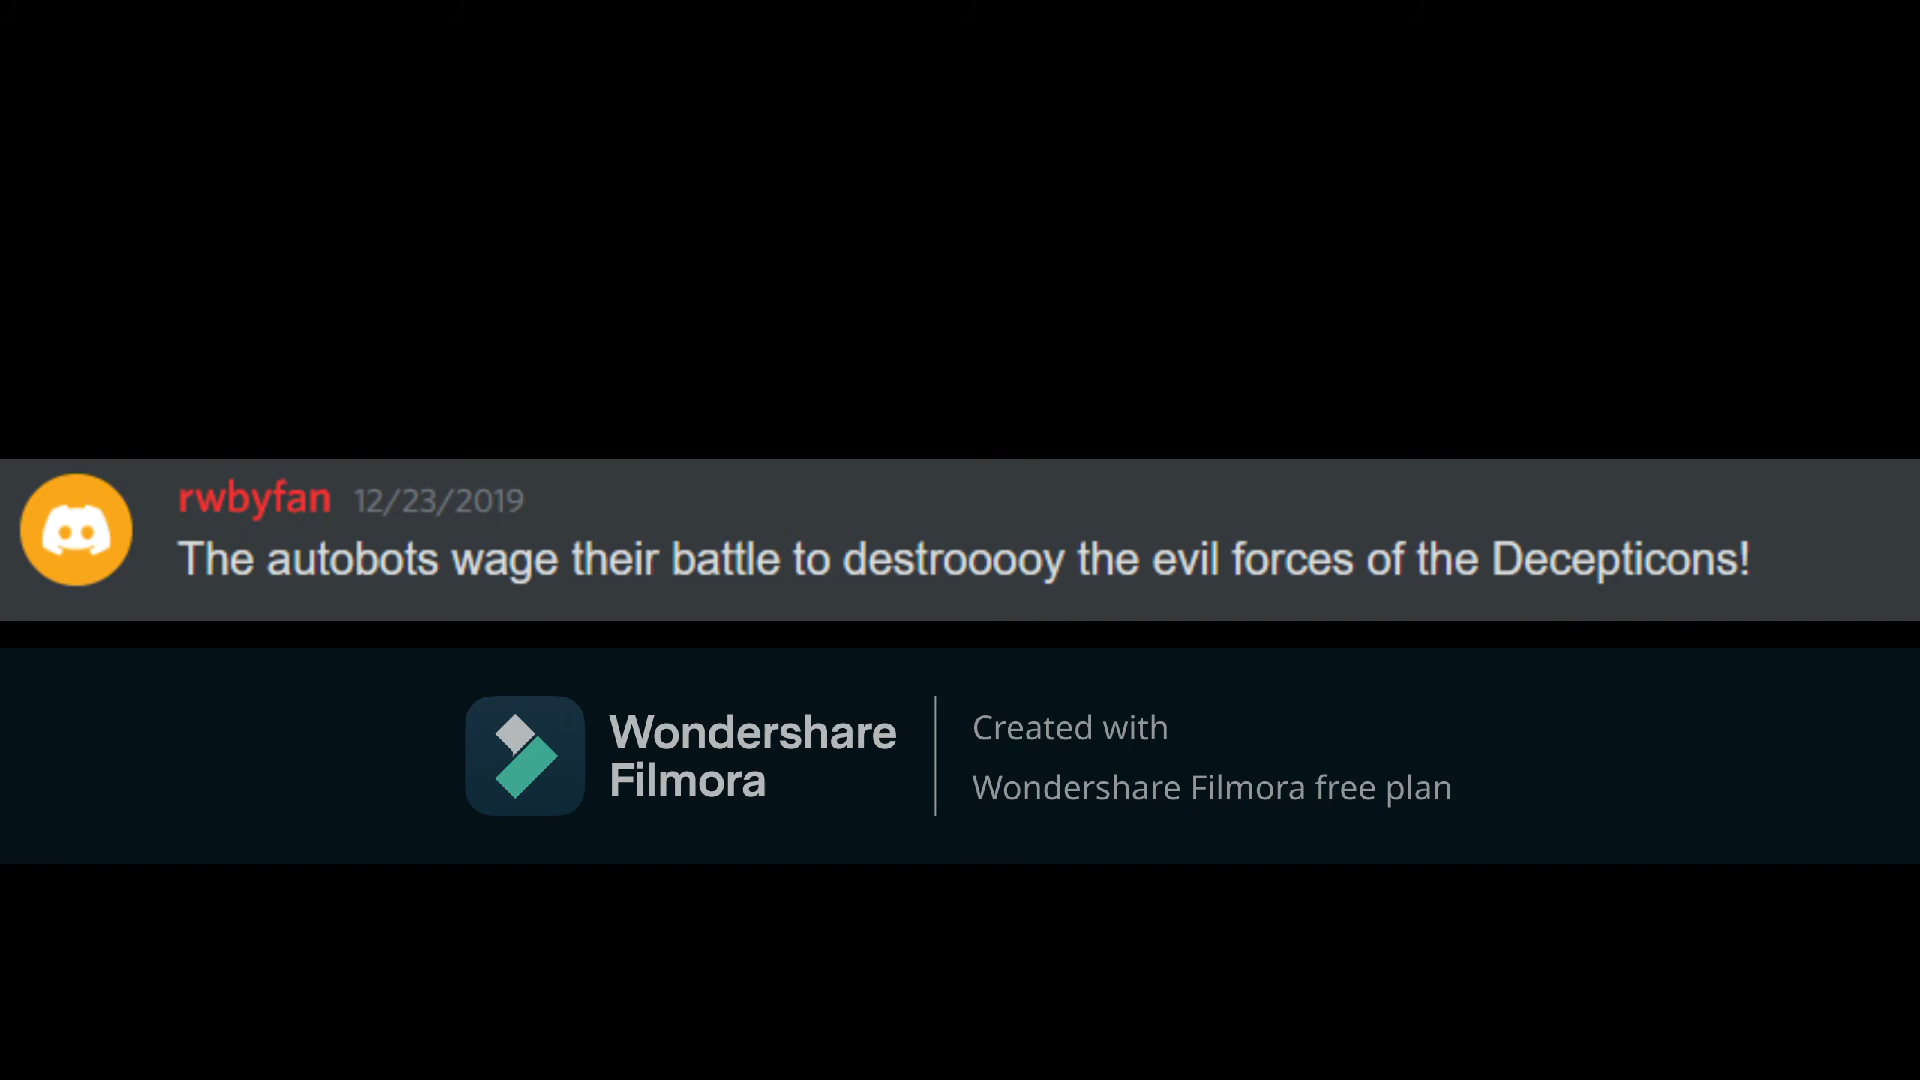 rwbyfan 12/23/2019
The autobots wage their battle to destrooooy the evil forces of the Decepticons!
Wondershare
Filmora
Created with
Wondershare Filmora free plan